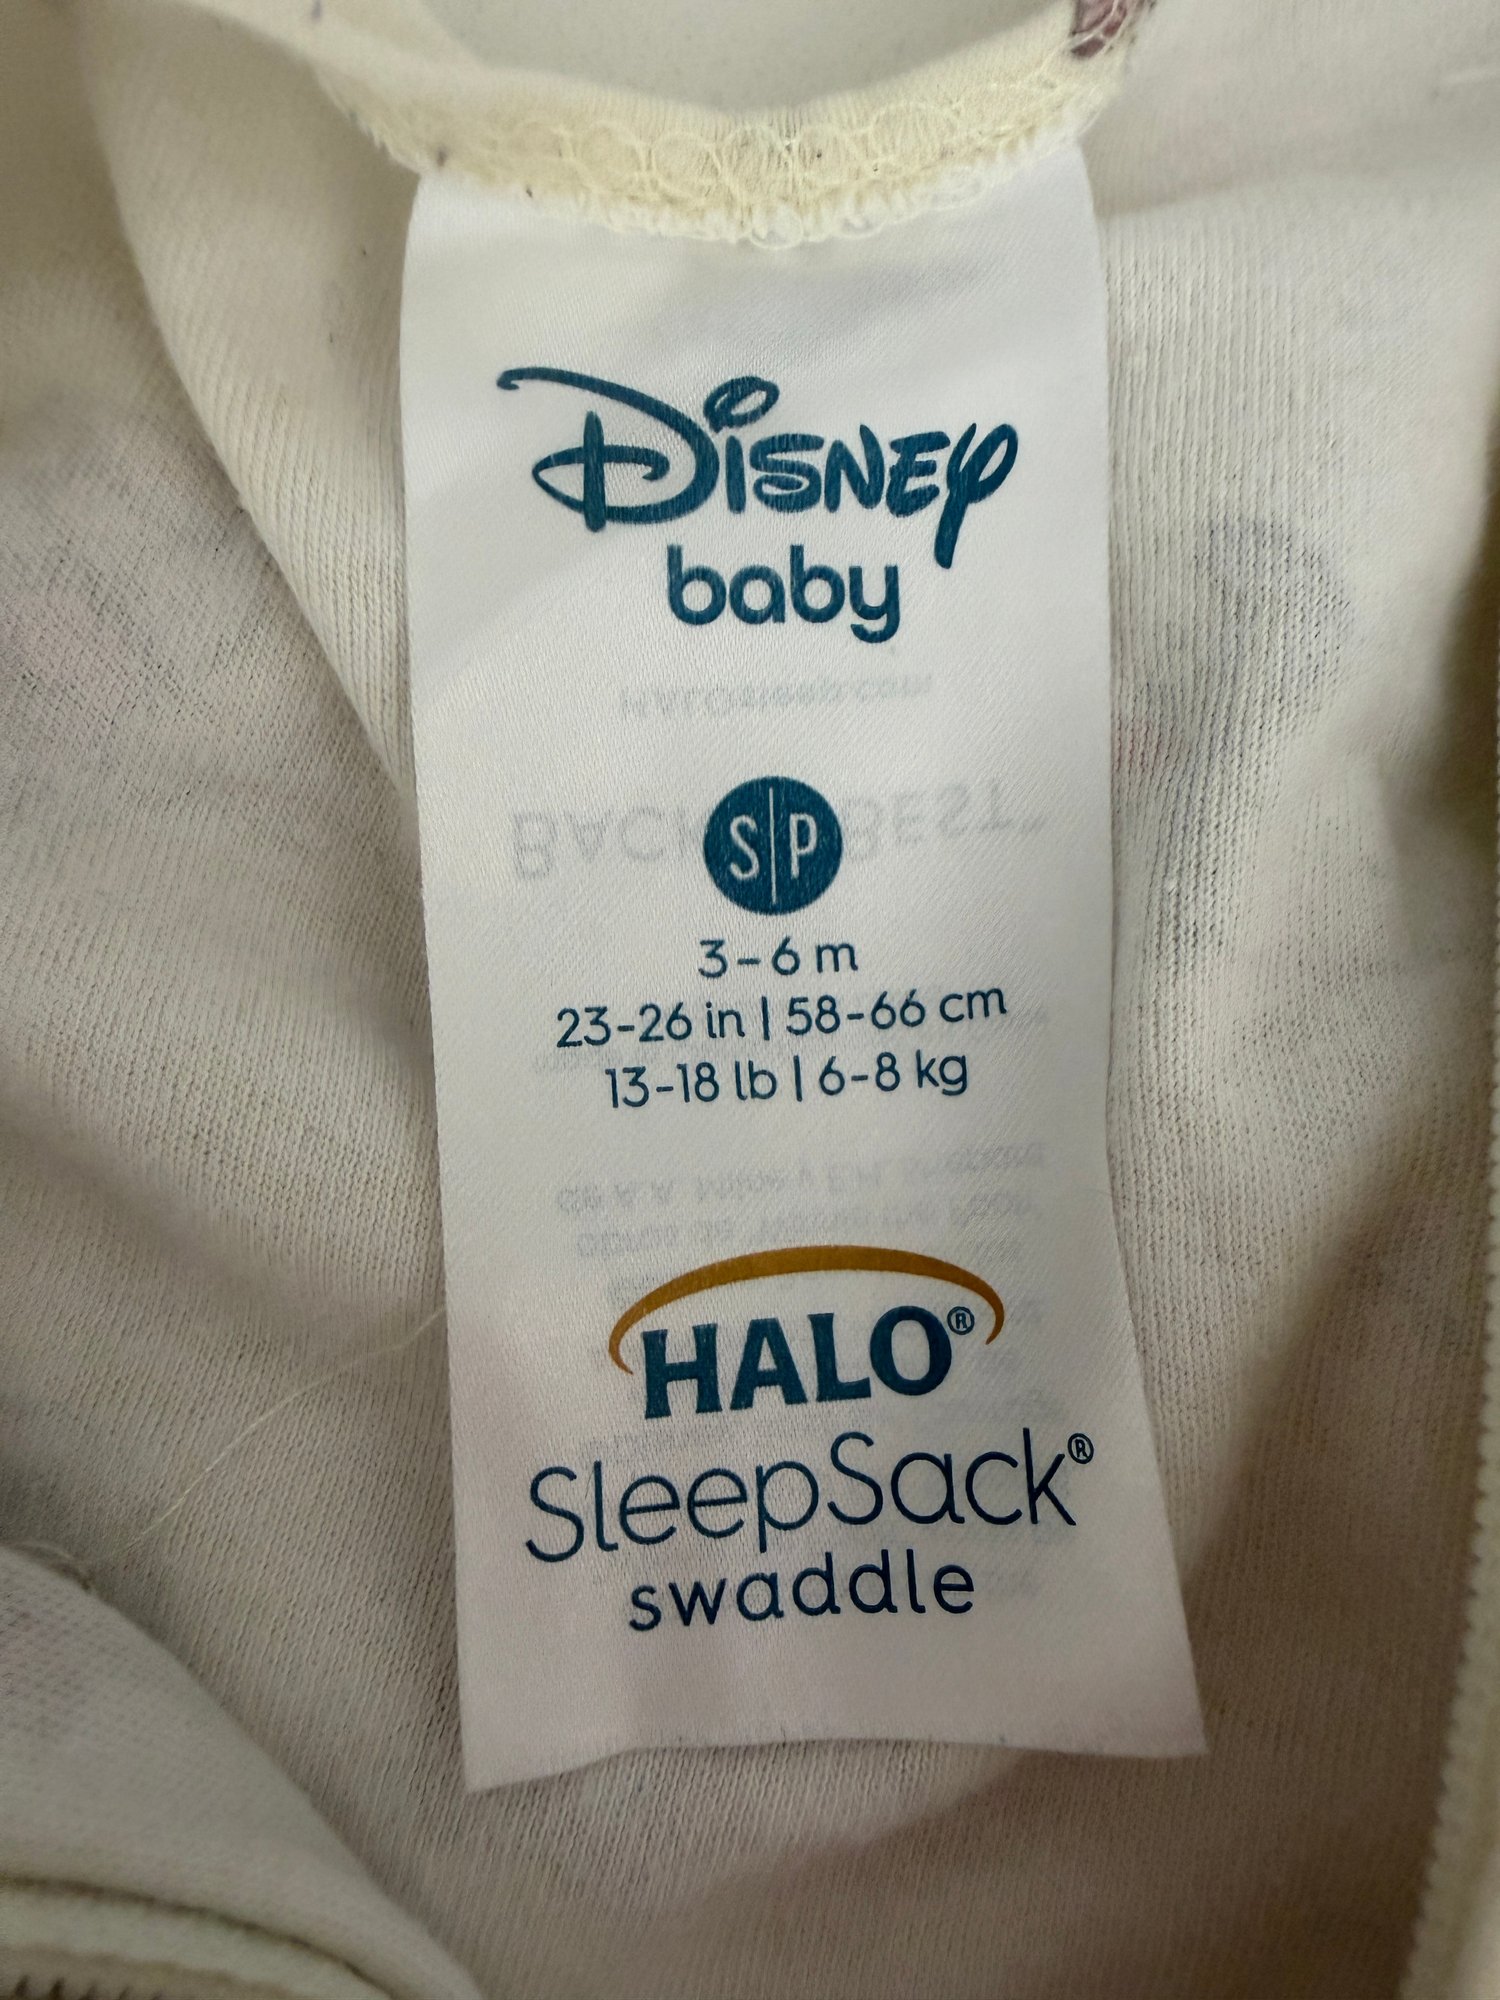 Disney
baby
S|P
3-6 m
23-26 in | 58-66 cm
13-18 lb | 6-8 kg
HALO®
SleepSack®
swaddle